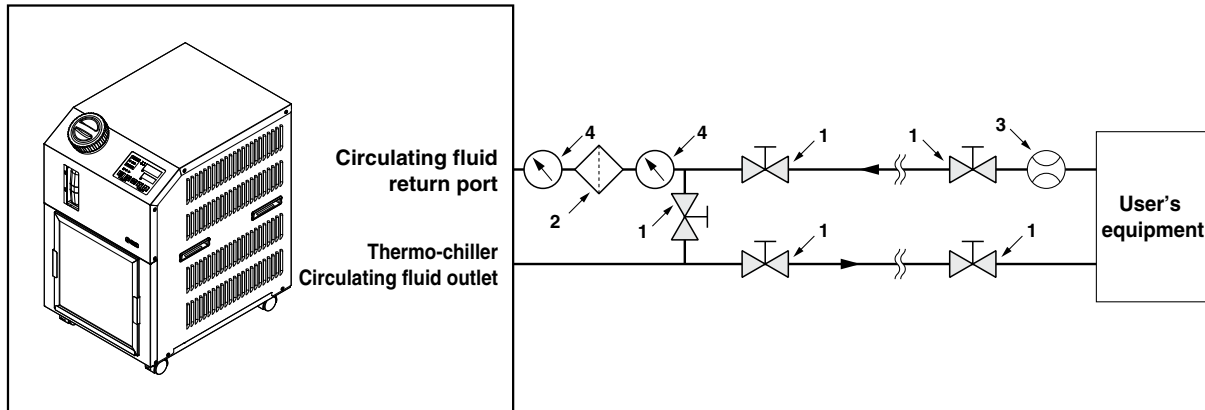 4
4
1
1
3
Circulating fluid
return port
2
1
User's
equipment
Thermo-chiller
Circulating fluid outlet
1
1